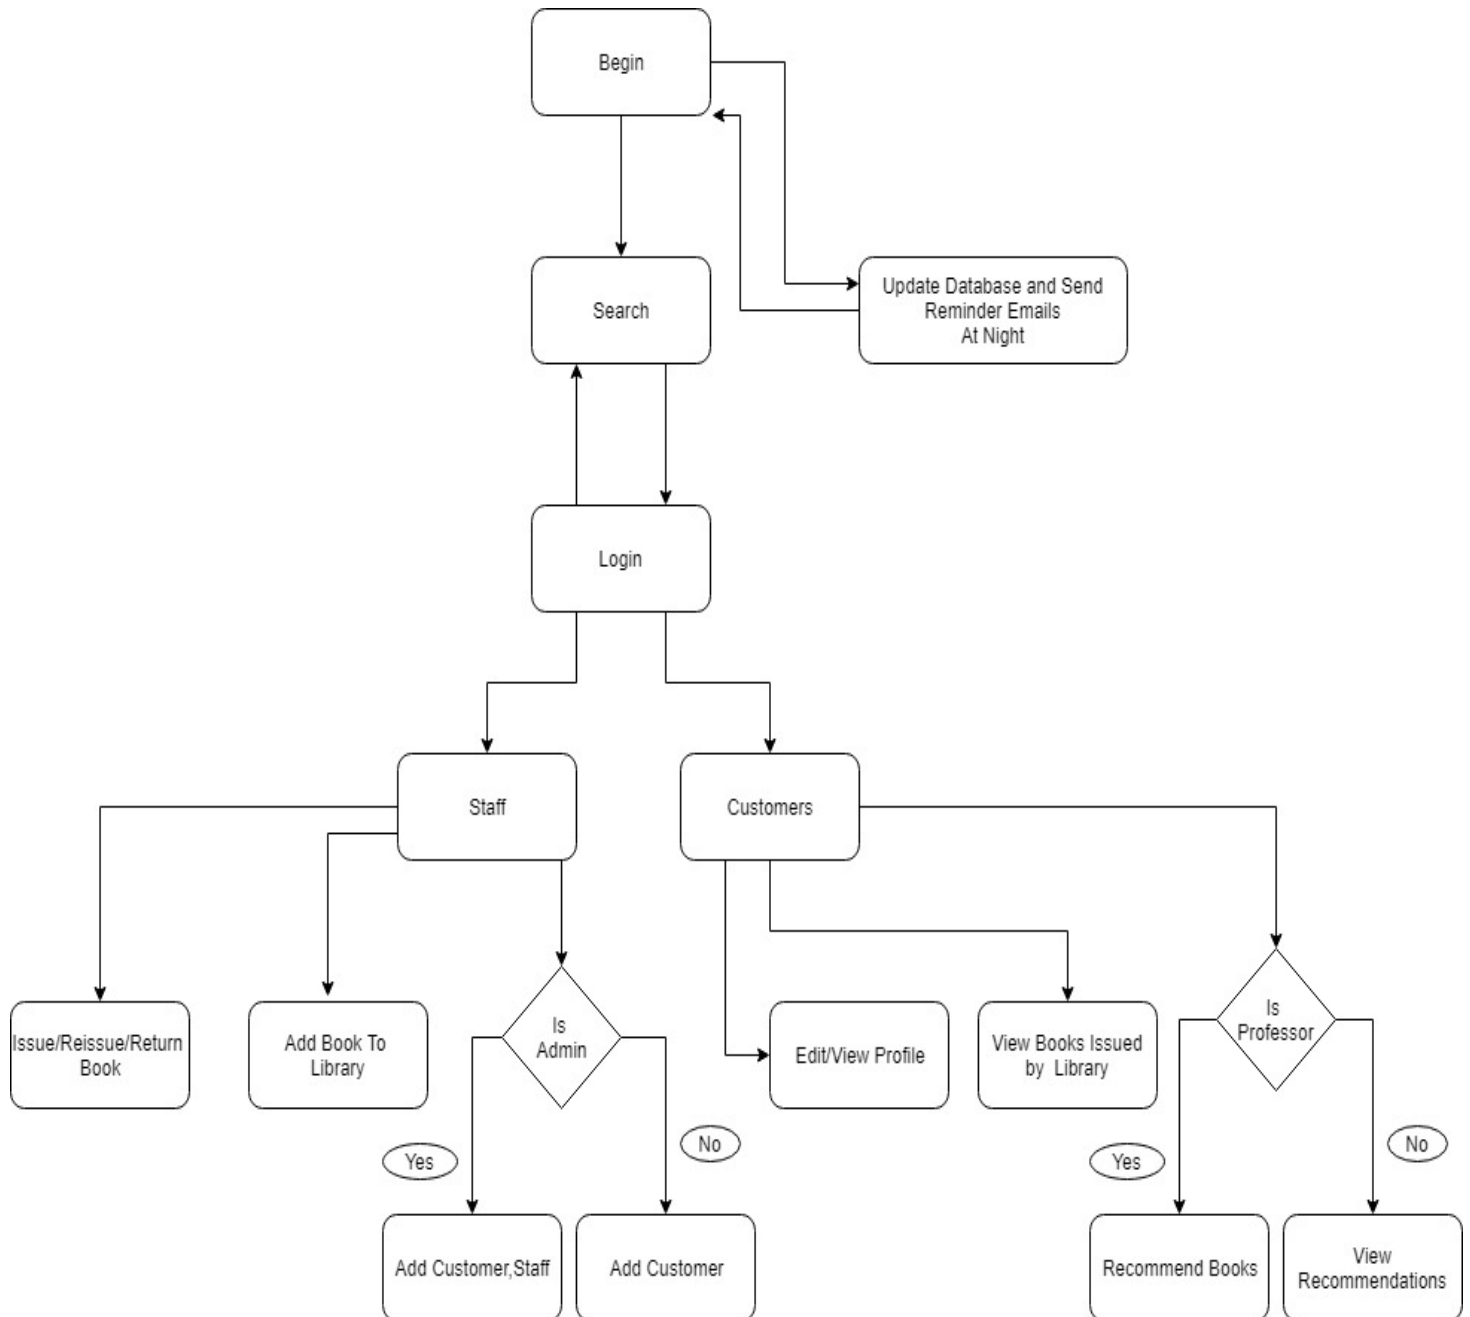 Begin
Search
Update Database and Send
Reminder Emails
At Night
Login
Staff
Customers
Issue/Reissue/Return
Book
Add Book To
Library
Is
Admin
Edit/View Profile
View Books Issued
by Library
Is
Professor
Yes
No
Yes
No
Add Customer,Staff
Add Customer
Recommend Books
View
Recommendations